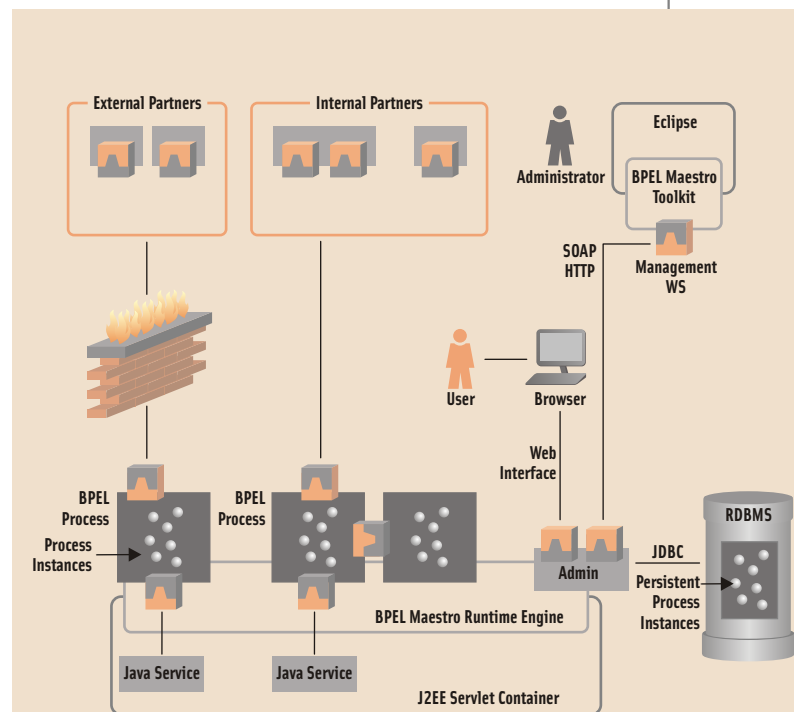 External Partners
Internal Partners
Eclipse
Administrator
BPEL Maestro
Toolkit
SOAP
HTTP
Management
WS
User
Browser
Web
Interface
BPEL
Process
BPEL
Process
Process
Instances
RDBMS
JDBC
Admin
Persistent
Process
Instances
BPEL Maestro Runtime Engine
Java Service
Java Service
J2EE Servlet Container